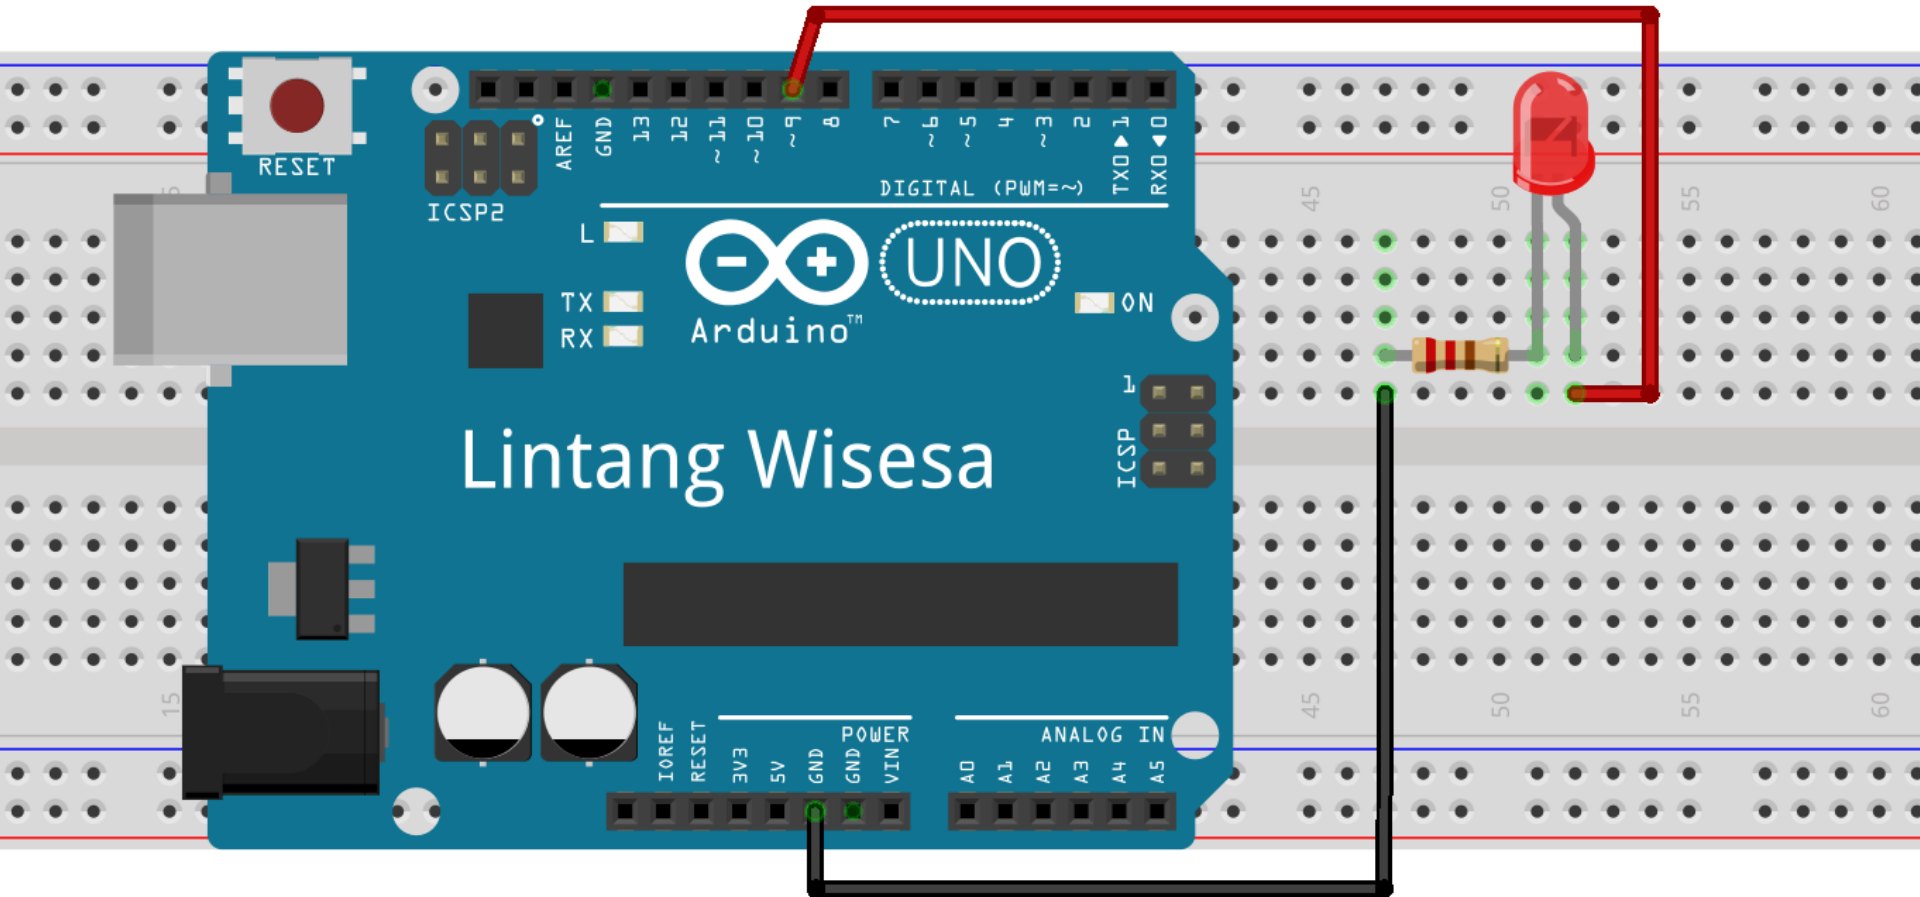 RESET
ICSP2
AREF
GND
13
12
~11
~10
~9
8
7
~6
~5
4
~3
2
TX0▶1
RX0◀0
DIGITAL (PWM=~)
L
TX
RX
UNO
ON
Arduino™
1
ICSP
Lintang Wisesa
45
50
55
60
15
45
50
55
60
POWER
ANALOG IN
IOREF
RESET
3V3
5V
GND
GND
VIN
A0
A1
A2
A3
A4
A5